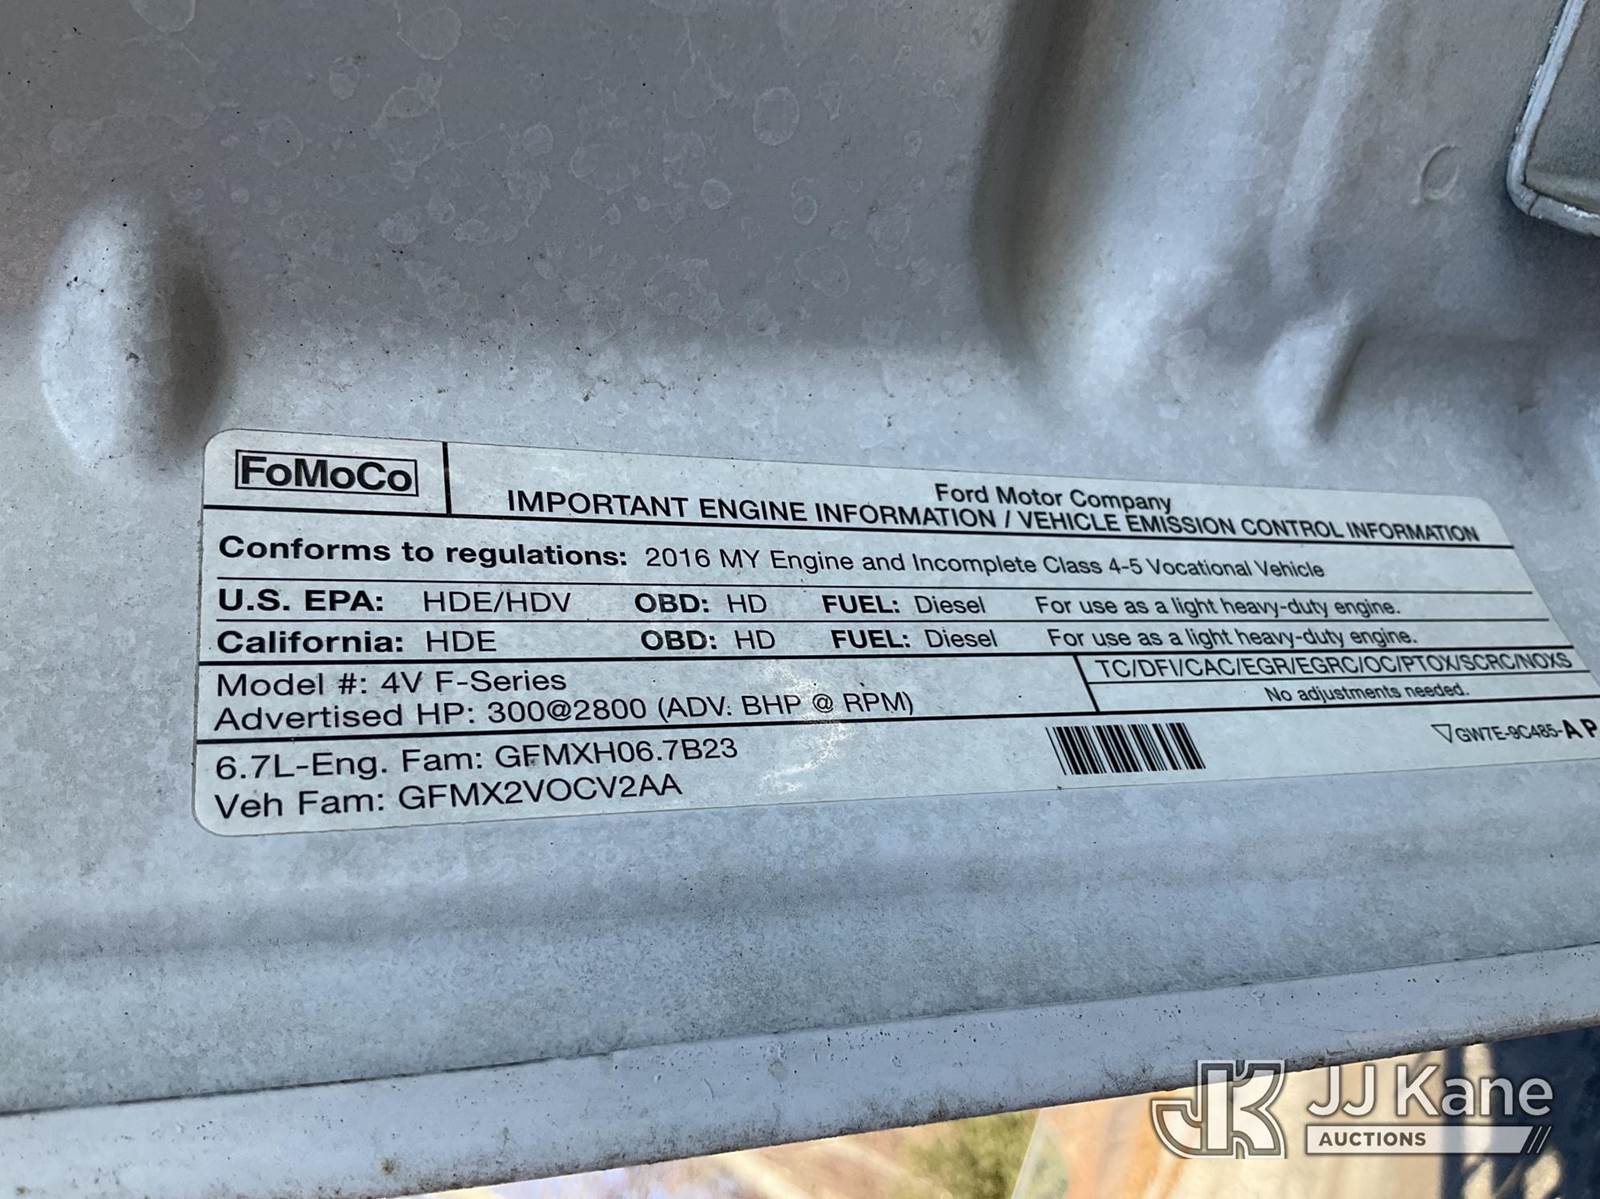 FoMoCo
Ford Motor Company
IMPORTANT ENGINE INFORMATION / VEHICLE EMISSION CONTROL INFORMATION
Conforms to regulations: 2016 MY Engine and Incomplete Class 4-5 Vocational Vehicle
U.S. EPA: HDE/HDV OBD: HD FUEL: Diesel For use as a light heavy-duty engine.
California: HDE OBD: HD FUEL: Diesel For use as a light heavy-duty engine.
Model #: 4V F-Series
Advertised HP: 300@2800 (ADV. BHP @ RPM)
TC/DFI/CAC/EGR/EGRC/OC/PTOX/SCRC/NOXS
No adjustments needed.
6.7L-Eng. Fam: GFMXH06.7B23
Veh Fam: GFMX2VOCV2AA
GW7E-9C485-A P
JK JJ Kane
AUCTIONS